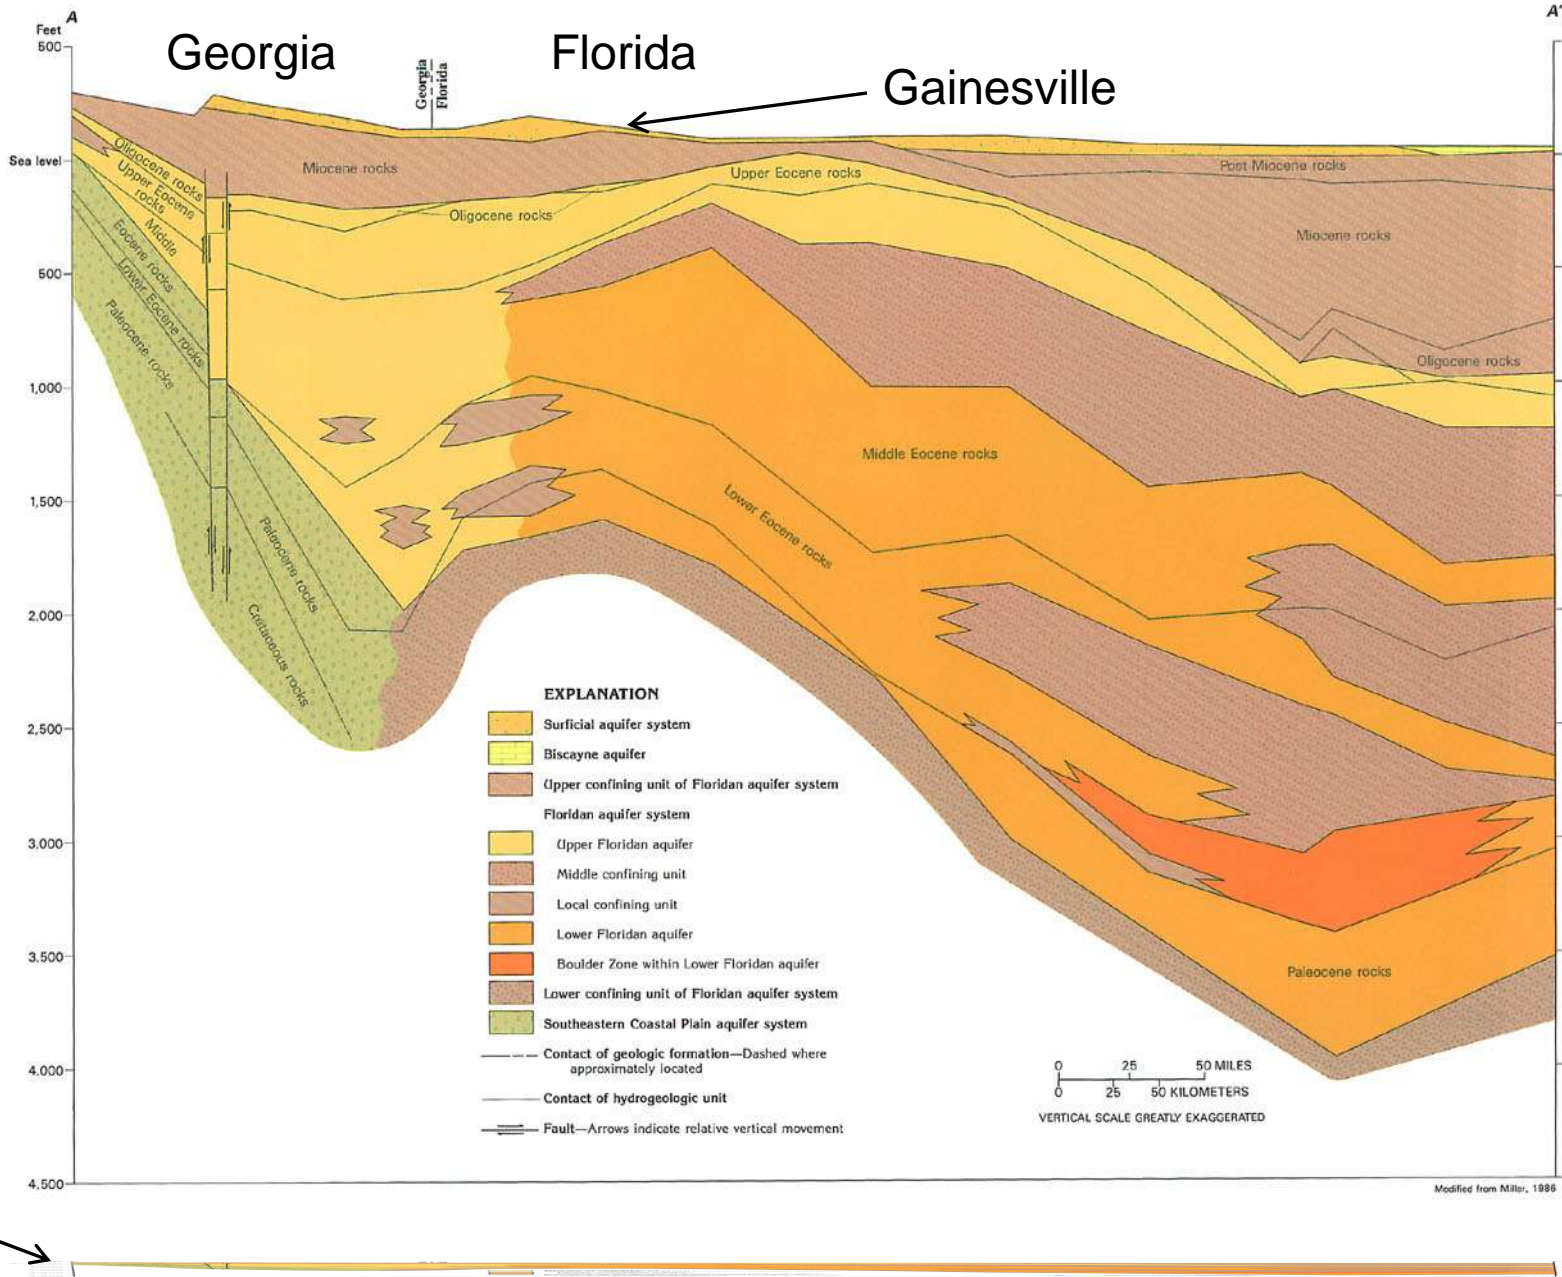 A
A'
Feet
500
Georgia
Florida
Georgia
Florida
Gainesville
Sea level
500
1,000
1,500
2,000
2,500
3,000
3,500
4,000
4,500
Oligocene rocks
Upper Eocene
rocks
Middle
Eocene rocks
Lower Eocene rocks
Paleocene rocks
Miocene rocks
Oligocene rocks
Upper Eocene rocks
Post-Miocene rocks
Miocene rocks
Oligocene rocks
Middle Eocene rocks
Lower Eocene rocks
Paleocene rocks
Cretaceous rocks
Paleocene rocks
EXPLANATION
Surficial aquifer system
Biscayne aquifer
Upper confining unit of Floridan aquifer system
Floridan aquifer system
Upper Floridan aquifer
Middle confining unit
Local confining unit
Lower Floridan aquifer
Boulder Zone within Lower Floridan aquifer
Lower confining unit of Floridan aquifer system
Southeastern Coastal Plain aquifer system
Contact of geologic formation—Dashed where
approximately located
Contact of hydrogeologic unit
Fault—Arrows indicate relative vertical movement
0 25 50 MILES
0 25 50 KILOMETERS
VERTICAL SCALE GREATLY EXAGGERATED
Modified from Miller, 1986